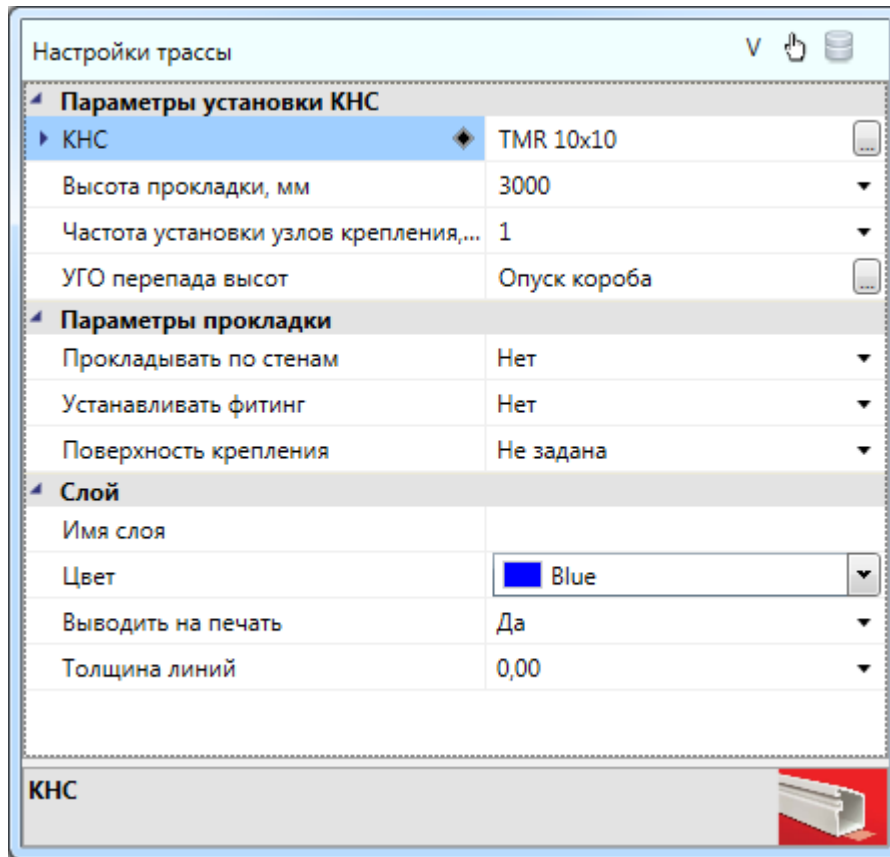 Настройки трассы V
Параметры установки КНС
КНС TMR 10x10 ...
Высота прокладки, мм 3000
Частота установки узлов крепления,... 1
УГО перепада высот Опуск короба ...
Параметры прокладки
Прокладывать по стенам Нет
Устанавливать фитинг Нет
Поверхность крепления Не задана
Слой
Имя слоя
Цвет Blue
Выводить на печать Да
Толщина линий 0,00
КНС